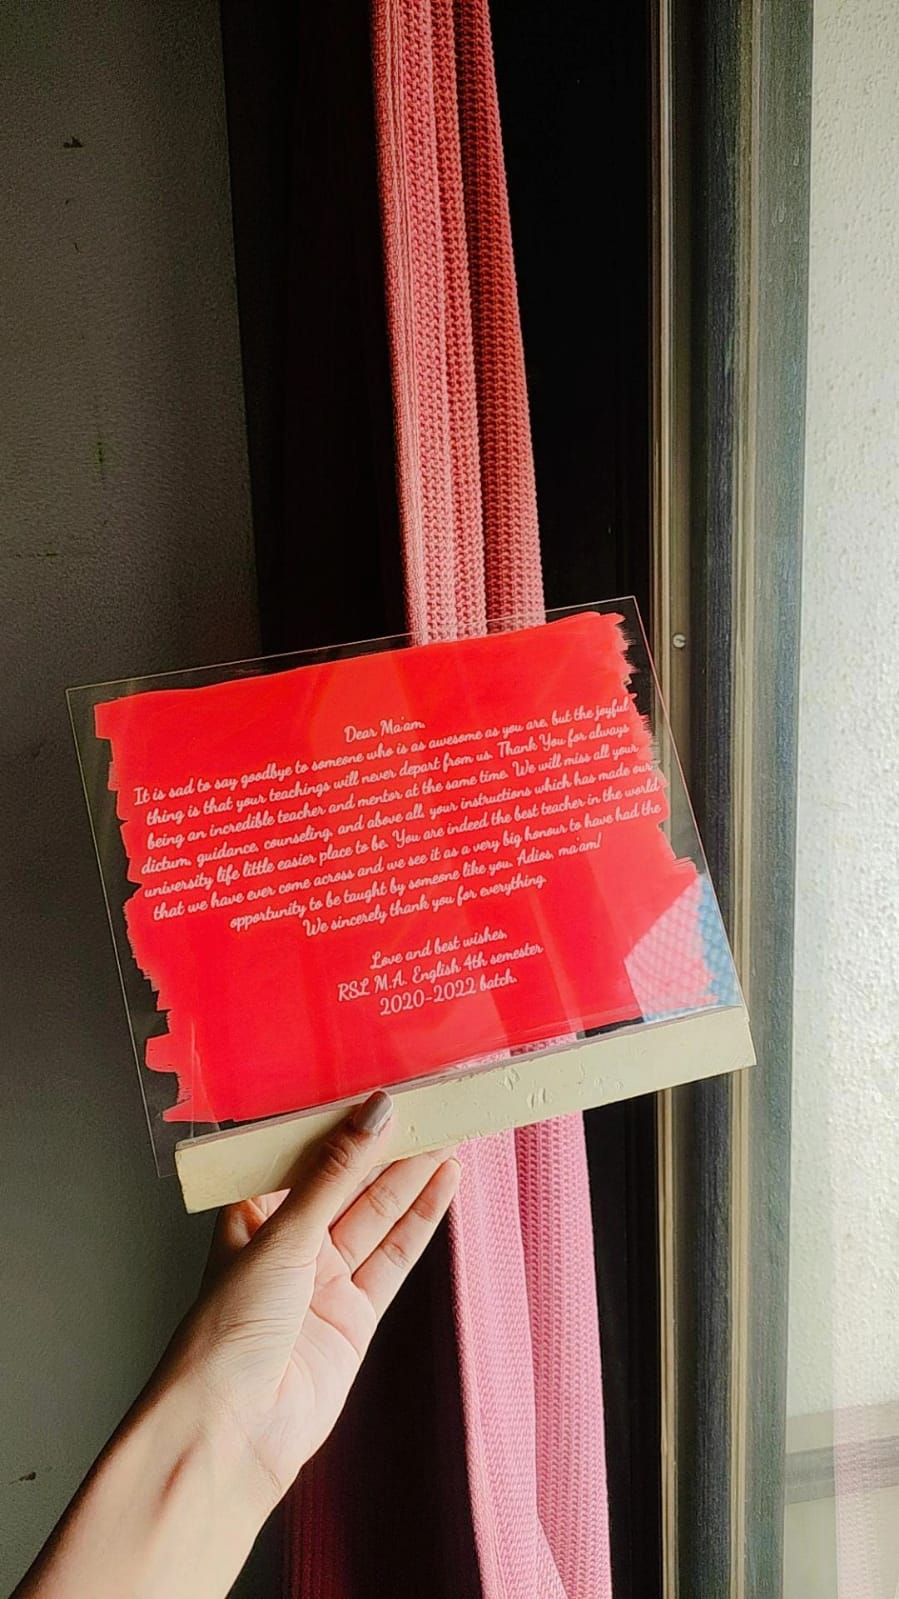 Dear Ma'am,
It is sad to say goodbye to someone who is as awesome as you are, but the joyful
thing is that your teachings will never depart from us. Thank You for always
being an incredible teacher and mentor at the same time. We will miss all your
dictum, guidance, counseling, and above all, your instructions which has made our
university life little easier place to be. You are indeed the best teacher in the world
that we have ever come across and we see it as a very big honour to have had the
opportunity to be taught by someone like you. Adios, ma'am!
We sincerely thank you for everything.
Love and best wishes,
R&L M.A. English 4th semester
2020-2022 batch.